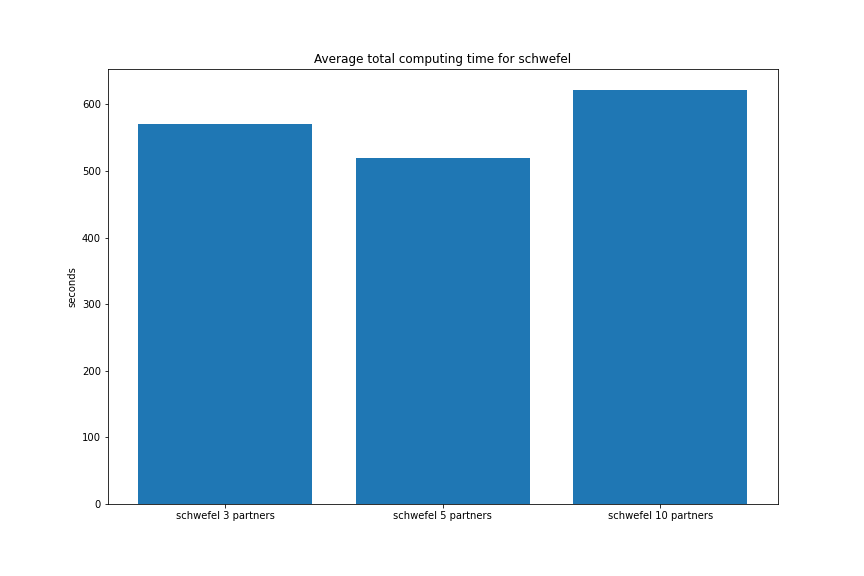 Average total computing time for schwefel
600
500
400
300
200
100
0
seconds
schwefel 3 partners
schwefel 5 partners
schwefel 10 partners